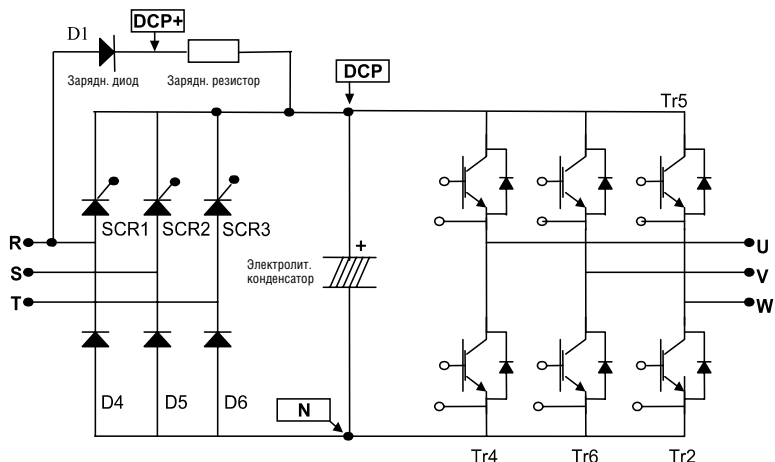 DCP+
D1
Зарядн. диод
Зарядн. резистор
DCP
Tr5
SCR1
SCR2
SCR3
R
S
T
+
Электролит.
конденсатор
U
V
W
D4
D5
D6
N
Tr4
Tr6
Tr2